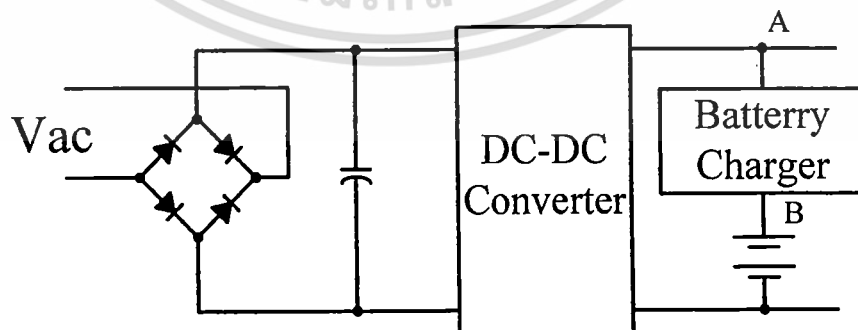 A
Vac
DC-DC
Converter
Batterry
Charger
B